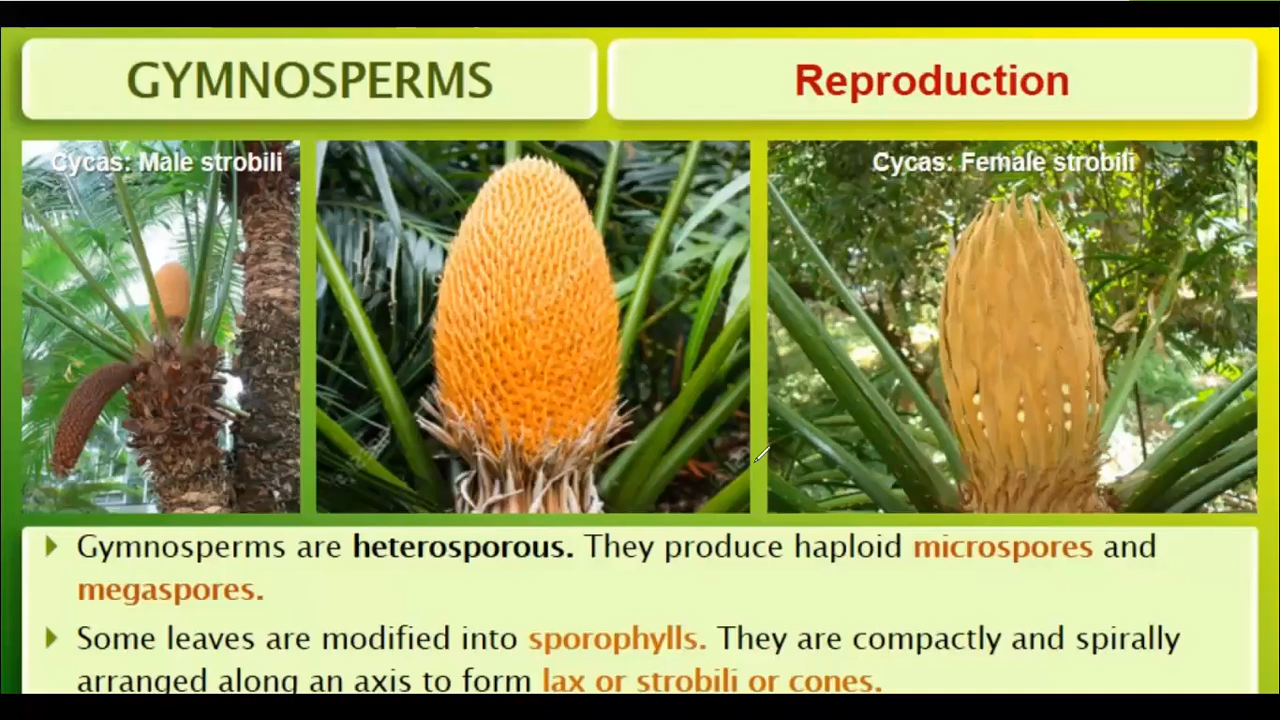 GYMNOSPERMS
Reproduction
Cycas: Male strobili
Cycas: Female strobili
Gymnosperms are heterosporous. They produce haploid microspores and
megaspores.
Some leaves are modified into sporophylls. They are compactly and spirally
arranged along an axis to form lax or strobili or cones.